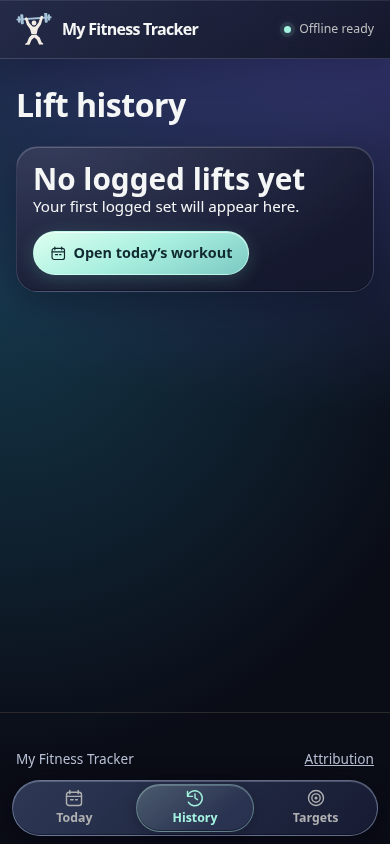 My Fitness Tracker
Offline ready
Lift history
No logged lifts yet
Your first logged set will appear here.
Open today’s workout
My Fitness Tracker
Attribution
Today
History
Targets